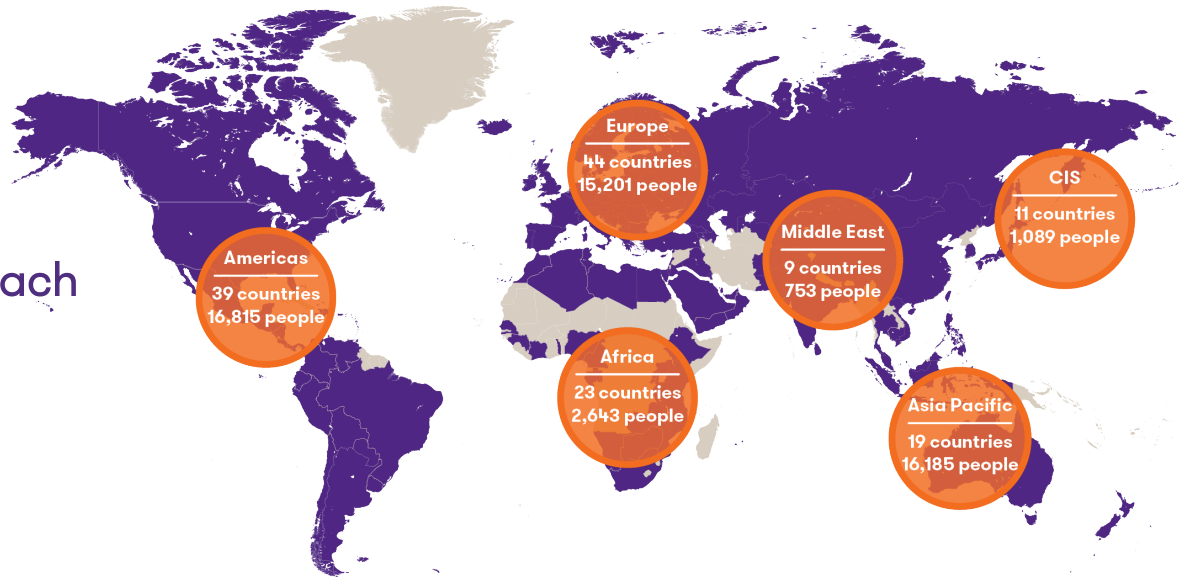 ach
Americas
39 countries
16,815 people
Europe
44 countries
15,201 people
Africa
23 countries
2,643 people
Middle East
9 countries
753 people
CIS
11 countries
1,089 people
Asia Pacific
19 countries
16,185 people